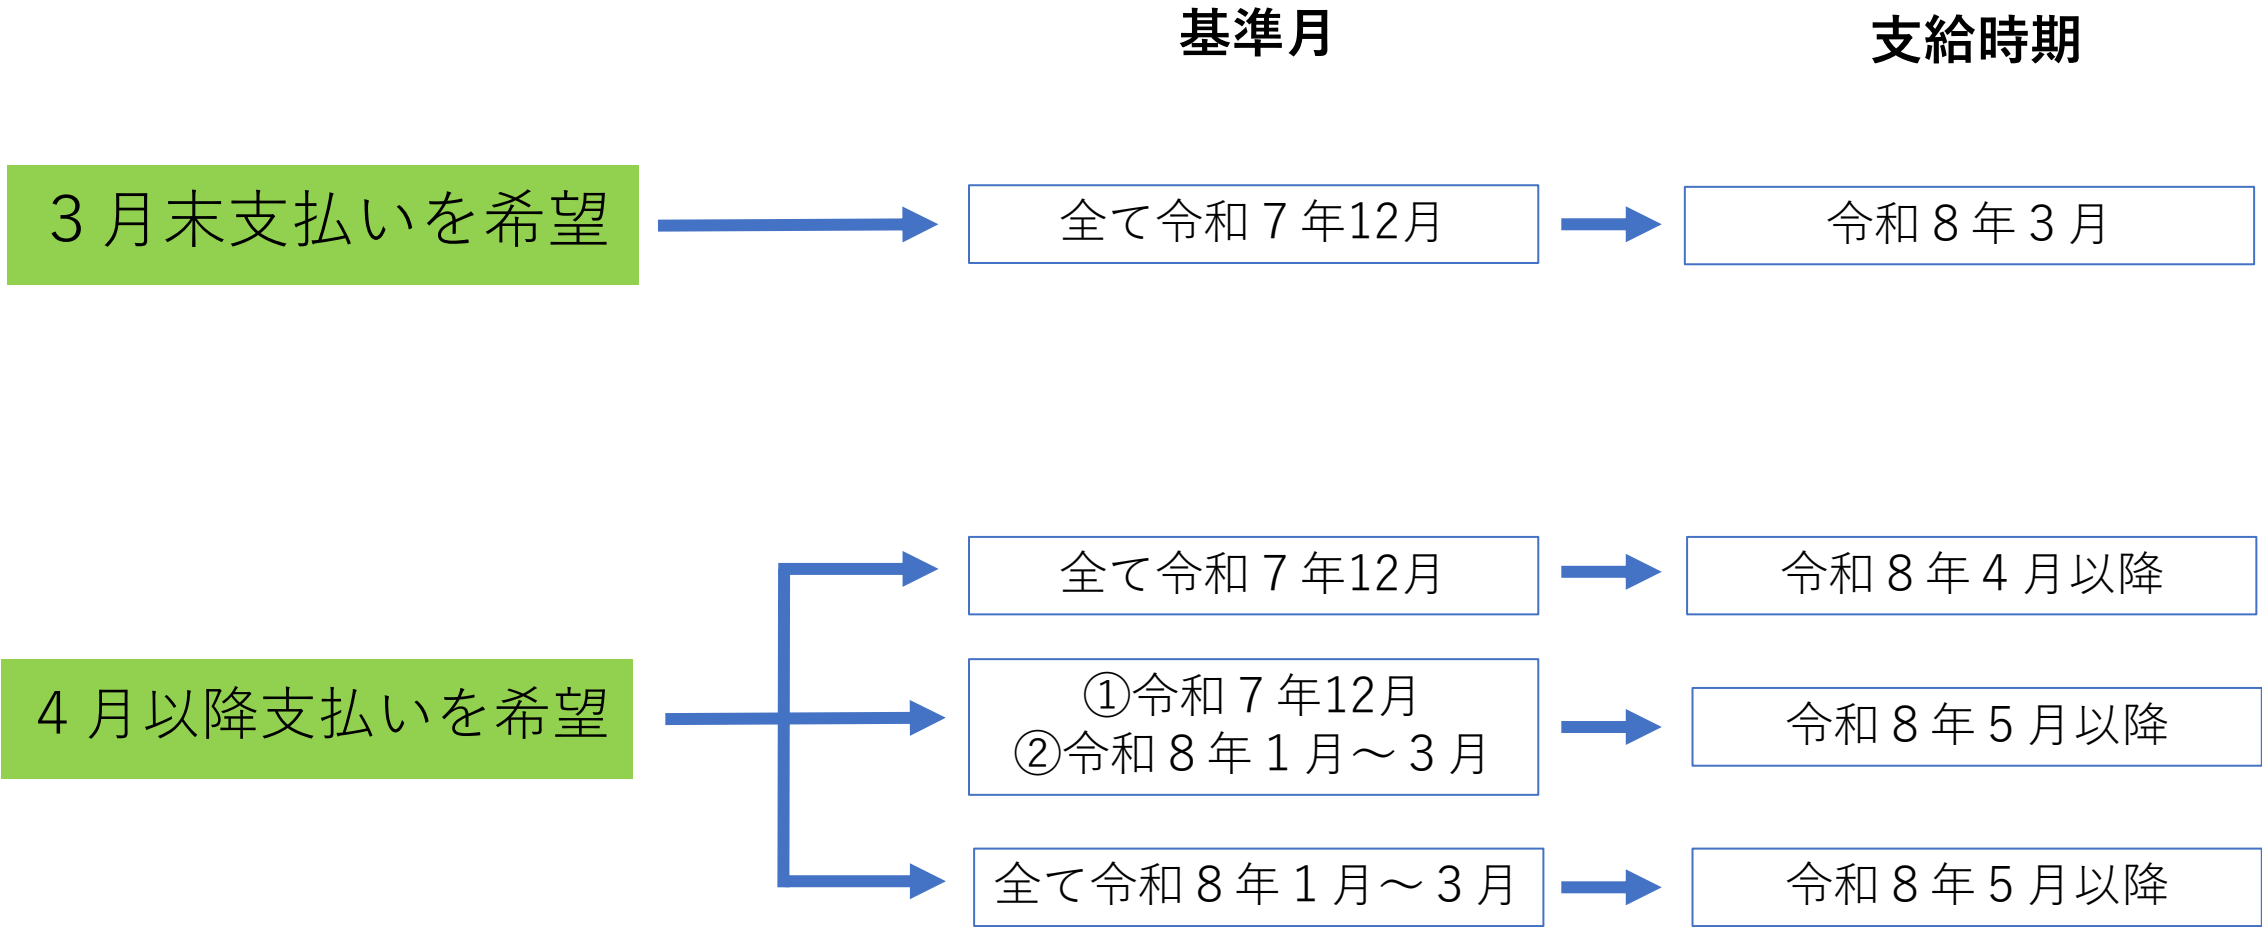 基準月
支給時期
３月末支払いを希望
全て令和７年12月
令和８年３月
４月以降支払いを希望
全て令和７年12月
令和８年４月以降
①令和７年12月
②令和８年１月～３月
令和８年５月以降
全て令和８年１月～３月
令和８年５月以降